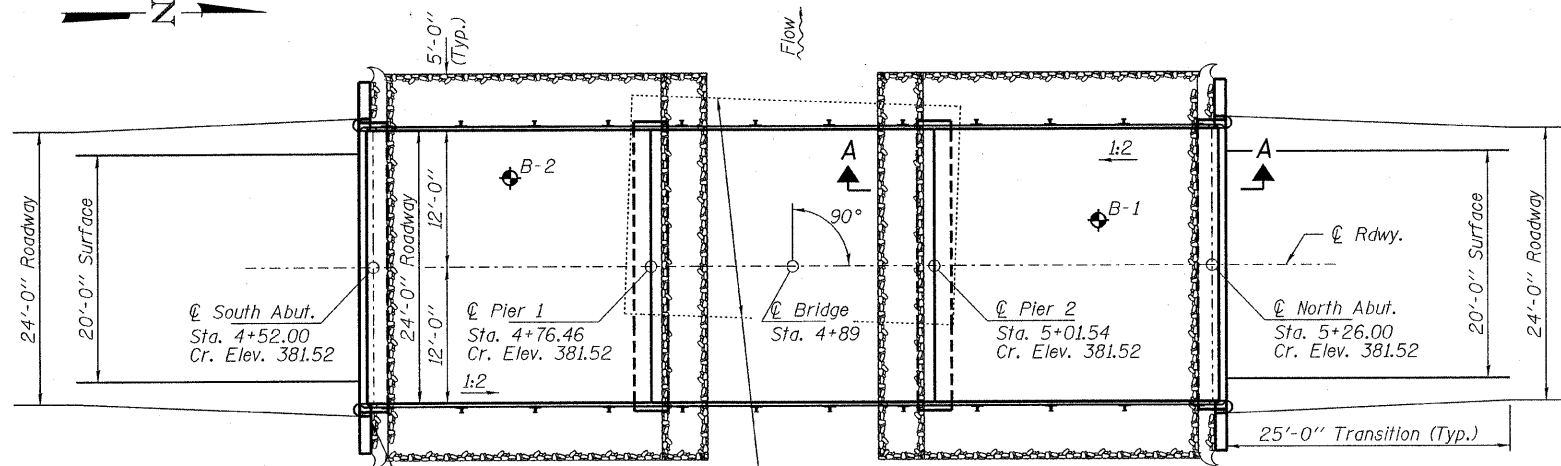 N
5'-0"
(Typ.)
Flow
A
A
1:2
B-2
B-1
90°
24'-0" Roadway
20'-0" Surface
24'-0" Roadway
12'-0"
12'-0"
℄ Rdwy.
℄ South Abut.
Sta. 4+52.00
Cr. Elev. 381.52
℄ Pier 1
Sta. 4+76.46
Cr. Elev. 381.52
℄ Bridge
Sta. 4+89
℄ Pier 2
Sta. 5+01.54
Cr. Elev. 381.52
℄ North Abut.
Sta. 5+26.00
Cr. Elev. 381.52
20'-0" Surface
24'-0" Roadway
1:2
25'-0" Transition (Typ.)